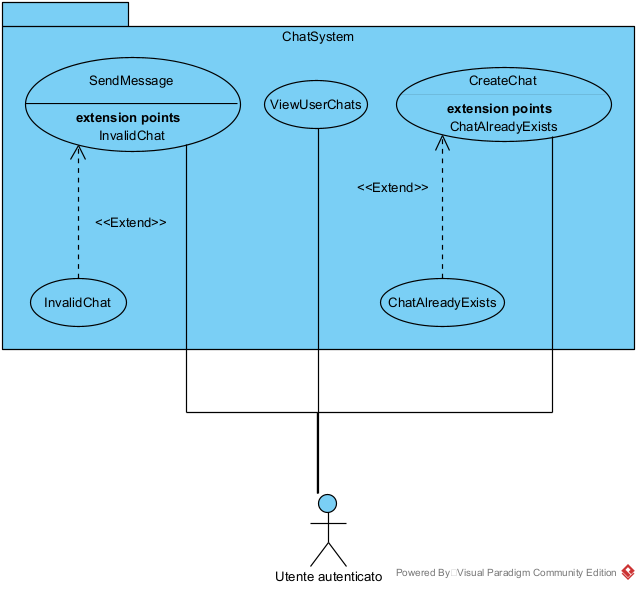 ChatSystem
SendMessage
extension points
InvalidChat
ViewUserChats
CreateChat
extension points
ChatAlreadyExists
<<Extend>>
<<Extend>>
InvalidChat
ChatAlreadyExists
Utente autenticato
Powered By Visual Paradigm Community Edition